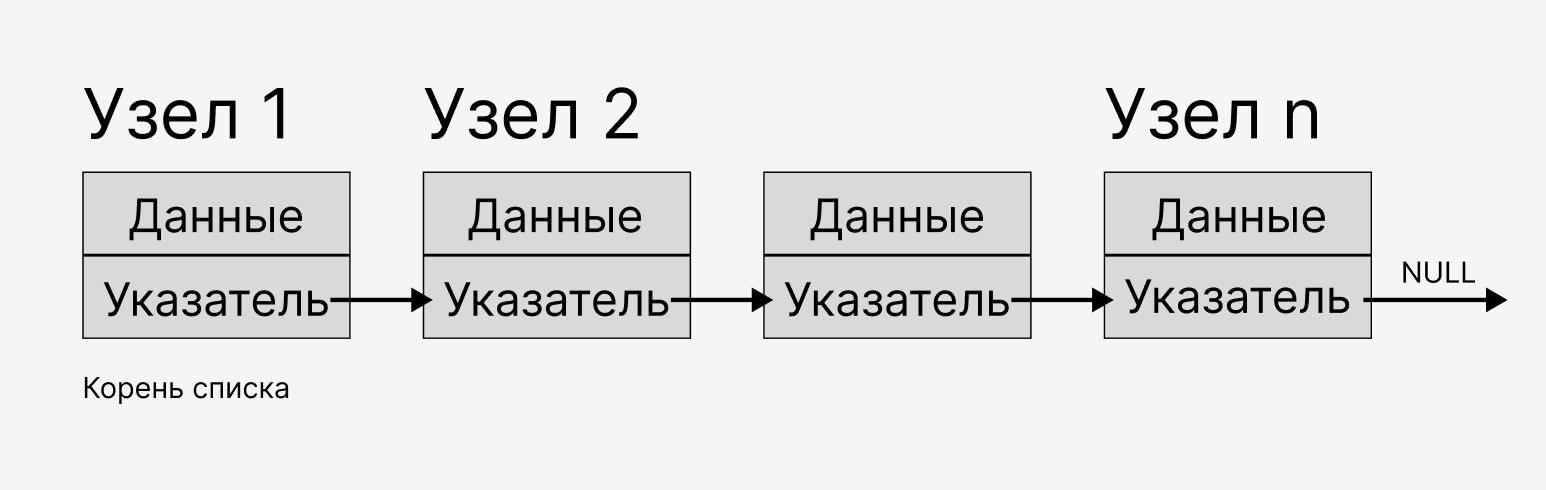 Узел 1
Узел 2
Узел n
Данные
Данные
Данные
Данные
Указатель
Указатель
Указатель
Указатель
NULL
Корень списка